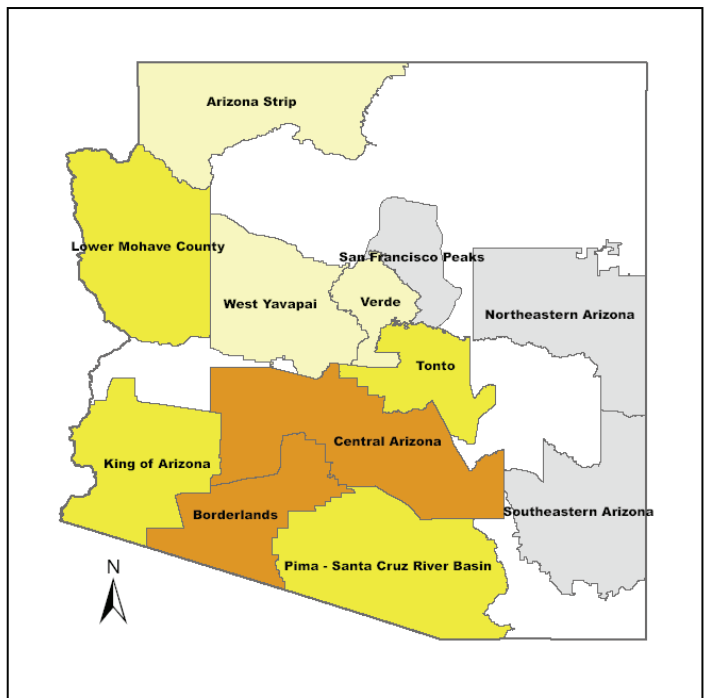 Arizona Strip
Lower Mohave County
San Francisco Peaks
West Yavapai
Verde
Northeastern Arizona
Tonto
Central Arizona
King of Arizona
Borderlands
Southeastern Arizona
Pima - Santa Cruz River Basin
N